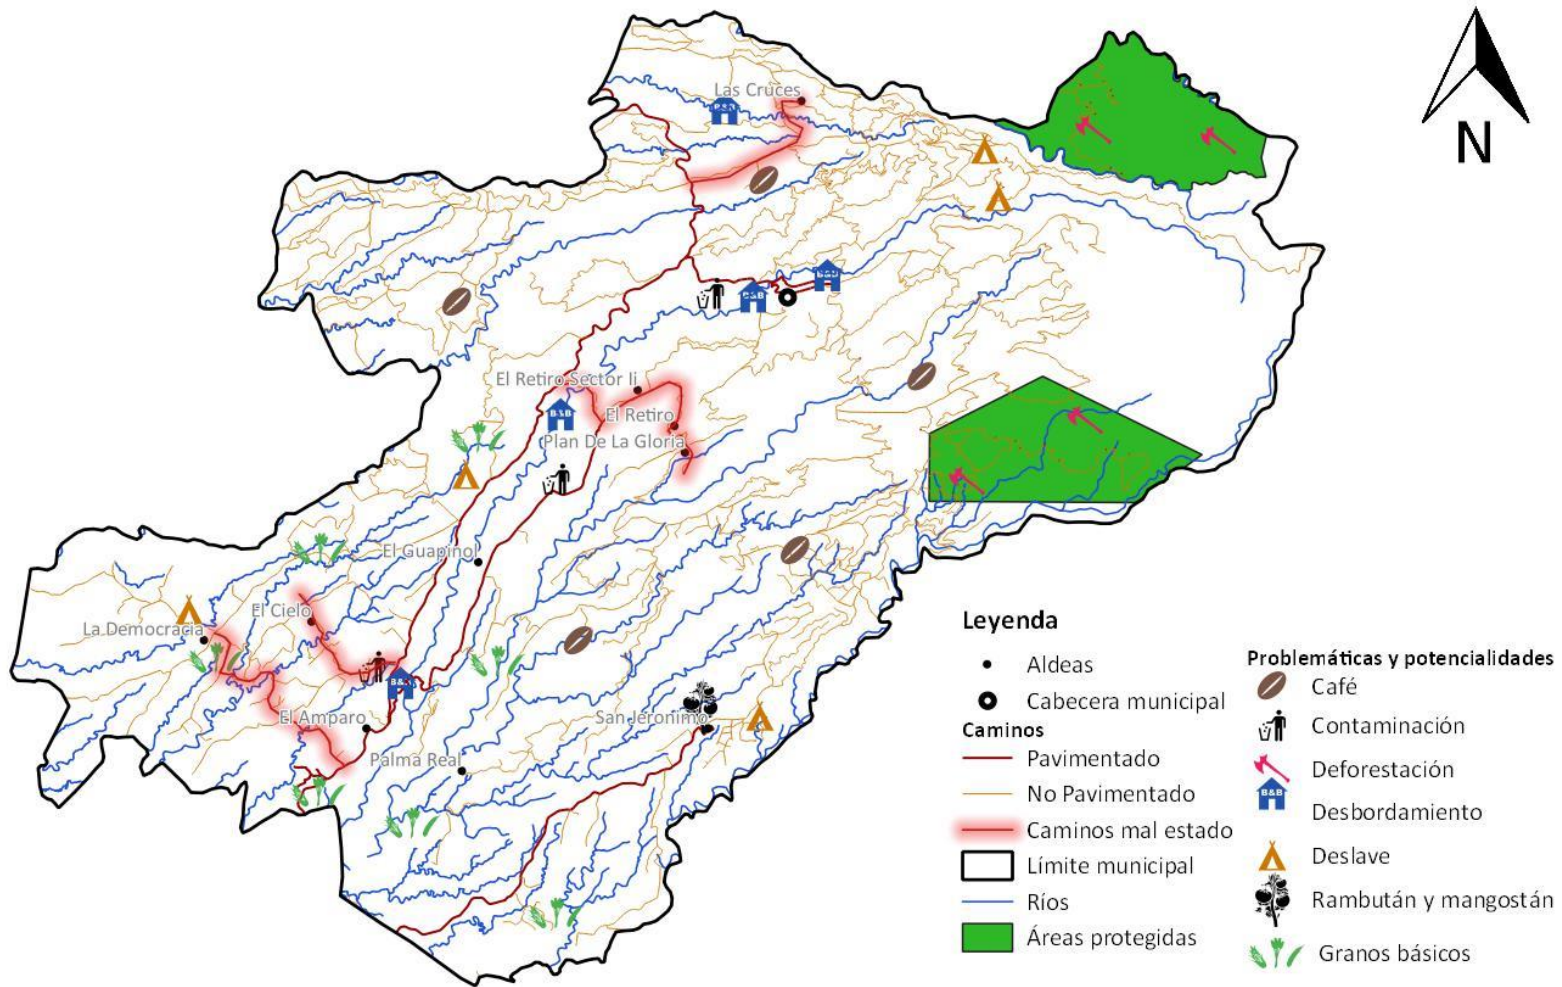 Las Cruces
B&B
N
B&B
B&B
El Retiro Sector Ii
El Retiro
B&B
Plan De La Gloria
El Guapinol
El Cielo
La Democracia
B&B
El Amparo
San Jeronimo
Palma Real
Leyenda
Aldeas
Cabecera municipal
Caminos
Pavimentado
No Pavimentado
Caminos mal estado
Límite municipal
Ríos
Áreas protegidas
Problemáticas y potencialidades
Café
Contaminación
Deforestación
B&B
Desbordamiento
Deslave
Rambután y mangostán
Granos básicos